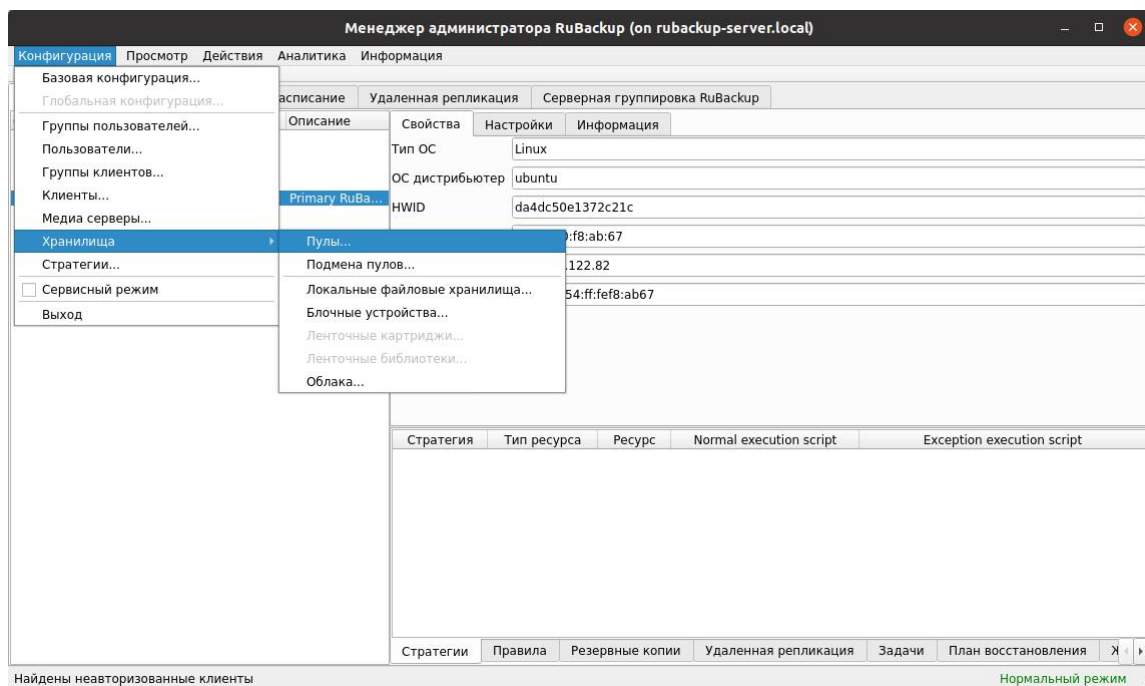 Менеджер администратора RuBackup (on rubackup-server.local)
Конфигурация Просмотр Действия Аналитика Информация
Базовая конфигурация...
Глобальная конфигурация...
Группы пользователей...
Пользователи...
Группы клиентов...
Клиенты...
Медиа серверы...
Хранилища
Стратегии...
Сервисный режим
Выход
Пулы...
Подмена пулов...
Локальные файловые хранилища...
Блочные устройства...
Ленточные картриджи...
Ленточные библиотеки...
Облака...
асписание Удаленная репликация Серверная группировка RuBackup
Описание
Primary RuBa...
Свойства Настройки Информация
Тип ОС Linux
ОС дистрибьютер ubuntu
HWID da4dc50e1372c21c
:f8:ab:67
.122.82
54:ff:fef8:ab67
Стратегия Тип ресурса Ресурс Normal execution script Exception execution script
Стратегии Правила Резервные копии Удаленная репликация Задачи План восстановления Ж
Найдены неавторизованные клиенты Нормальный режим